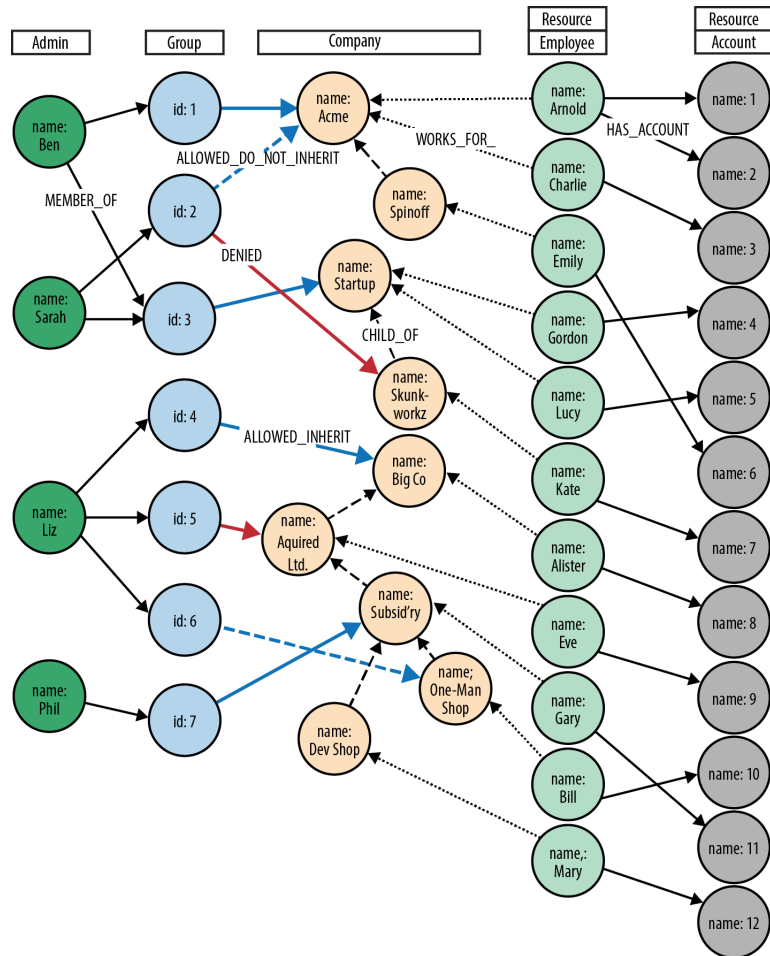 Admin
Group
Company
Resource
Employee
Resource
Account
name:
Ben
name:
Sarah
name:
Liz
name:
Phil
MEMBER_OF
id: 1
id: 2
id: 3
id: 4
id: 5
id: 6
id: 7
ALLOWED_DO_NOT_INHERIT
DENIED
ALLOWED_INHERIT
name:
Acme
name:
Spinoff
name:
Startup
CHILD_OF
name:
Skunk-
workz
name:
Big Co
name:
Aquired
Ltd.
name:
Subsid'ry
name;
One-Man
Shop
name:
Dev Shop
WORKS_FOR_
name:
Arnold
name:
Charlie
name:
Emily
name:
Gordon
name:
Lucy
name:
Kate
name:
Alister
name:
Eve
name:
Gary
name:
Bill
name,:
Mary
HAS_ACCOUNT
name: 1
name: 2
name: 3
name: 4
name: 5
name: 6
name: 7
name: 8
name: 9
name: 10
name: 11
name: 12